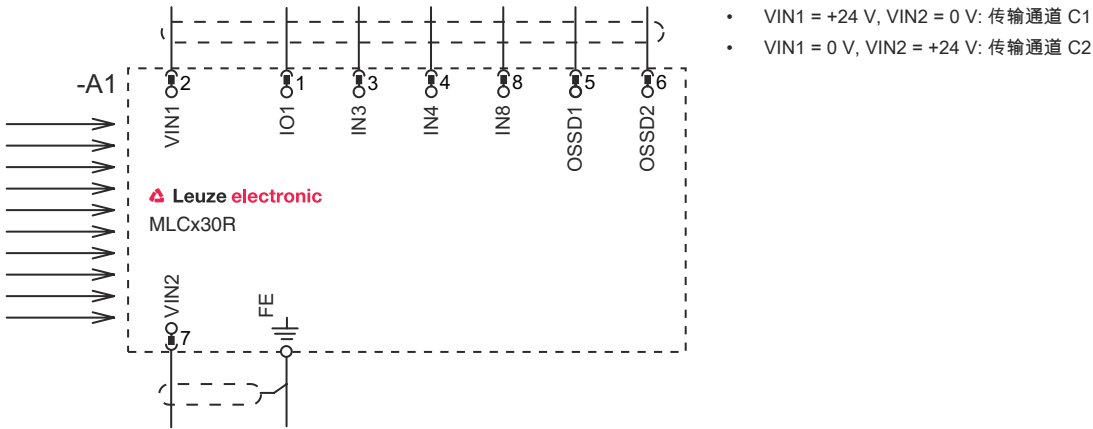 • VIN1 = +24 V, VIN2 = 0 V: 传输通道 C1
• VIN1 = 0 V, VIN2 = +24 V: 传输通道 C2
-A1
2 1 3 4 8 5 6
VIN1 IO1 IN3 IN4 IN8 OSSD1 OSSD2
Leuze electronic
MLCx30R
VIN2 FE
7